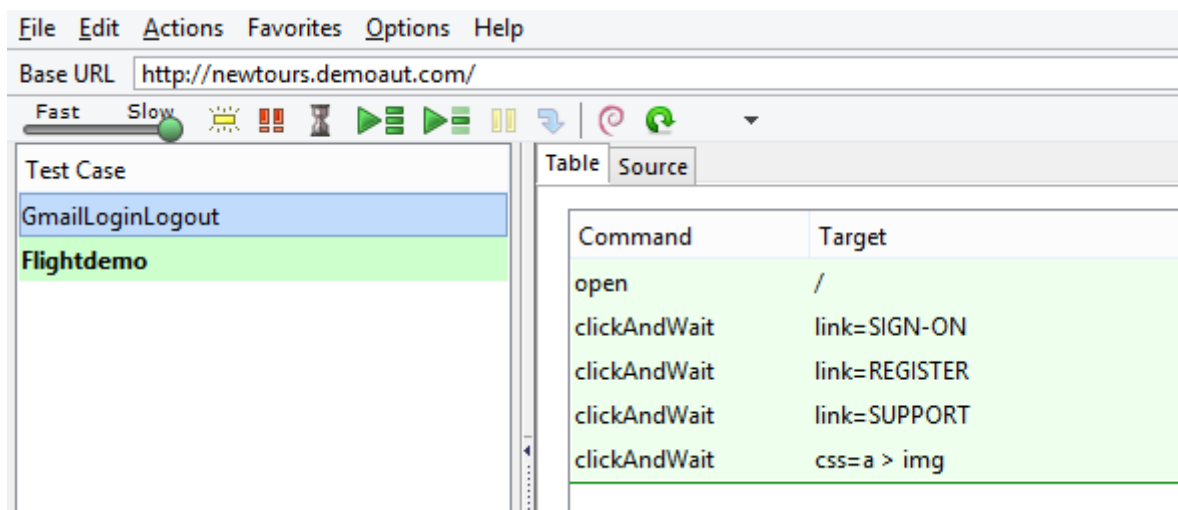 File Edit Actions Favorites Options Help
Base URL http://newtours.demoaut.com/
Fast Slow
Test Case
GmailLoginLogout
Flightdemo
Table Source
Command Target
open /
clickAndWait link=SIGN-ON
clickAndWait link=REGISTER
clickAndWait link=SUPPORT
clickAndWait css=a > img